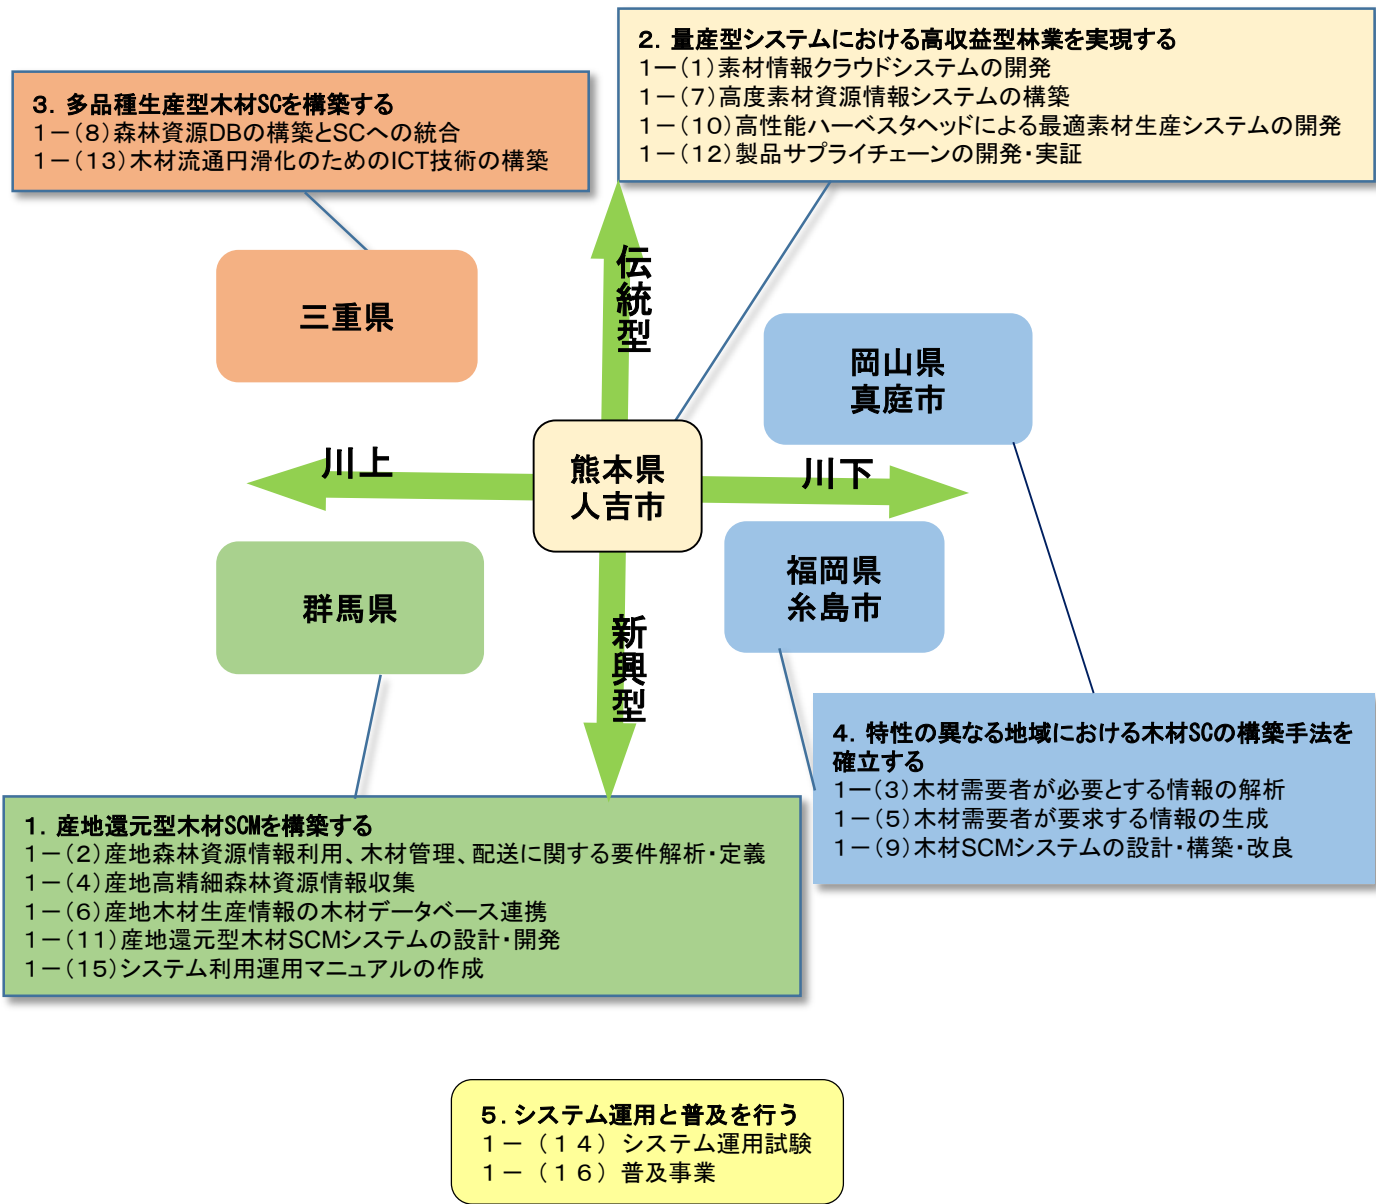 2．量産型システムにおける高収益型林業を実現する
1－(1)素材情報クラウドシステムの開発
1－(7)高度素材資源情報システムの構築
1－(10)高性能ハーベスタヘッドによる最適素材生産システムの開発
1－(12)製品サプライチェーンの開発・実証
3．多品種生産型木材SCを構築する
1－(8)森林資源DBの構築とSCへの統合
1－(13)木材流通円滑化のためのICT技術の構築
伝統型
三重県
岡山県
真庭市
川上
熊本県
人吉市
川下
群馬県
福岡県
糸島市
新興型
4．特性の異なる地域における木材SCの構築手法を
確立する
1－(3)木材需要者が必要とする情報の解析
1－(5)木材需要者が要求する情報の生成
1－(9)木材SCMシステムの設計・構築・改良
1．産地還元型木材SCMを構築する
1－(2)産地森林資源情報利用、木材管理、配送に関する要件解析・定義
1－(4)産地高精細森林資源情報収集
1－(6)産地木材生産情報の木材データベース連携
1－(11)産地還元型木材SCMシステムの設計・開発
1－(15)システム利用運用マニュアルの作成
5．システム運用と普及を行う
1－（14）システム運用試験
1－（16）普及事業